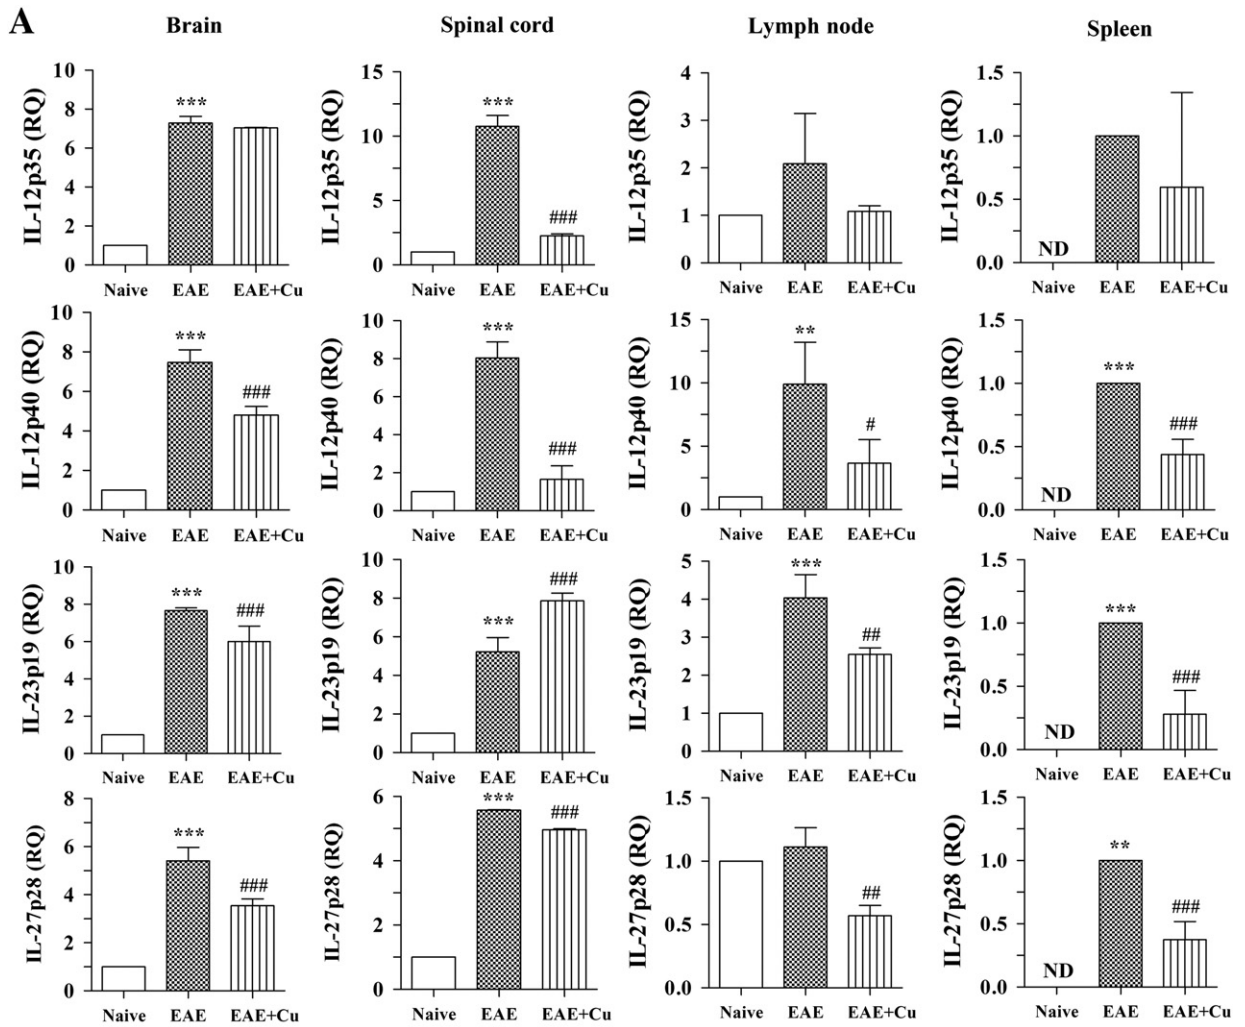 A
Brain
Spinal cord
Lymph node
Spleen
IL-12p35 (RQ)
10
8
6
4
2
0
***
Naive
EAE
EAE+Cu
IL-12p35 (RQ)
15
10
5
0
***
###
Naive
EAE
EAE+Cu
IL-12p35 (RQ)
4
3
2
1
0
Naive
EAE
EAE+Cu
IL-12p35 (RQ)
1.5
1.0
0.5
0.0
ND
Naive
EAE
EAE+Cu
IL-12p40 (RQ)
10
8
6
4
2
0
***
###
Naive
EAE
EAE+Cu
IL-12p40 (RQ)
10
8
6
4
2
0
***
###
Naive
EAE
EAE+Cu
IL-12p40 (RQ)
15
10
5
0
**
#
Naive
EAE
EAE+Cu
IL-12p40 (RQ)
1.5
1.0
0.5
0.0
ND
***
###
Naive
EAE
EAE+Cu
IL-23p19 (RQ)
10
8
6
4
2
0
***
###
Naive
EAE
EAE+Cu
IL-23p19 (RQ)
10
8
6
4
2
0
***
###
Naive
EAE
EAE+Cu
IL-23p19 (RQ)
5
4
3
2
1
0
***
##
Naive
EAE
EAE+Cu
IL-23p19 (RQ)
1.5
1.0
0.5
0.0
ND
***
###
Naive
EAE
EAE+Cu
IL-27p28 (RQ)
8
6
4
2
0
***
###
Naive
EAE
EAE+Cu
IL-27p28 (RQ)
6
4
2
0
***
###
Naive
EAE
EAE+Cu
IL-27p28 (RQ)
1.5
1.0
0.5
0.0
##
Naive
EAE
EAE+Cu
IL-27p28 (RQ)
1.5
1.0
0.5
0.0
ND
**
###
Naive
EAE
EAE+Cu